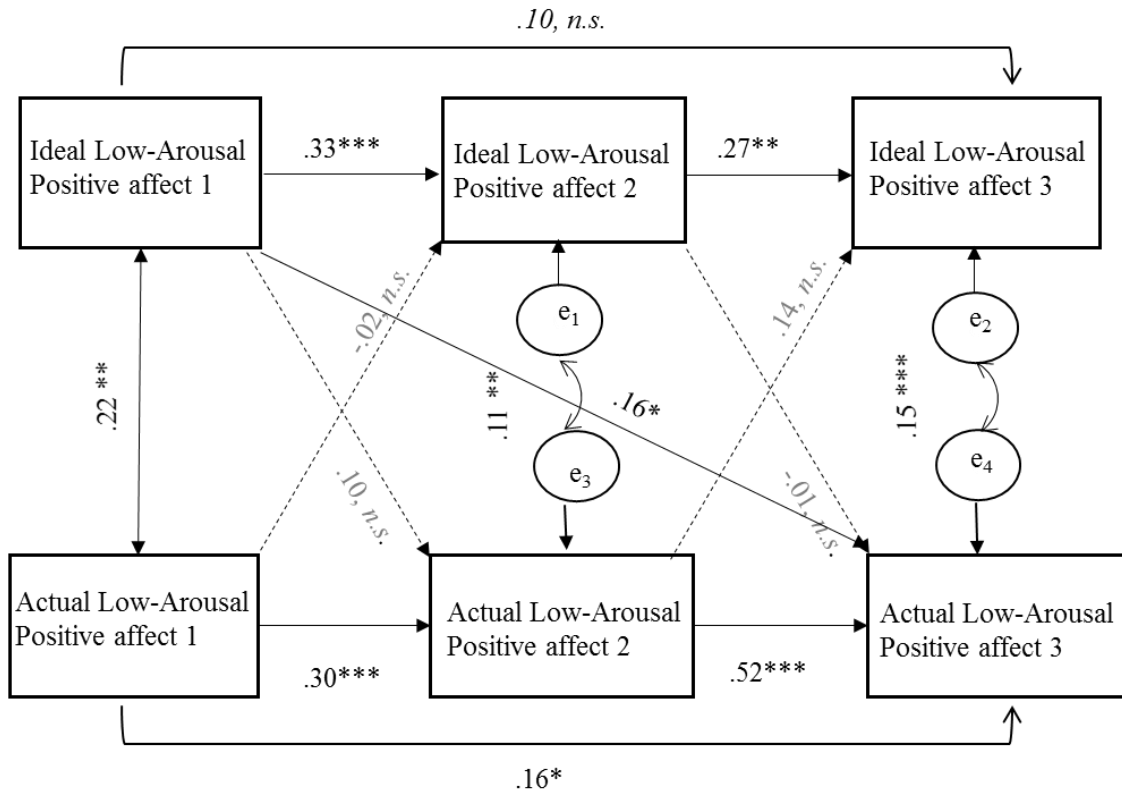 .10, n.s.
Ideal Low-Arousal
Positive affect 1
.33***
Ideal Low-Arousal
Positive affect 2
.27**
Ideal Low-Arousal
Positive affect 3
-.02, n.s.
.14, n.s.
e1
e2
.22 **
.11 **
.16*
.15 ***
e3
e4
.10, n.s.
-.01, n.s.
Actual Low-Arousal
Positive affect 1
.30***
Actual Low-Arousal
Positive affect 2
.52***
Actual Low-Arousal
Positive affect 3
.16*